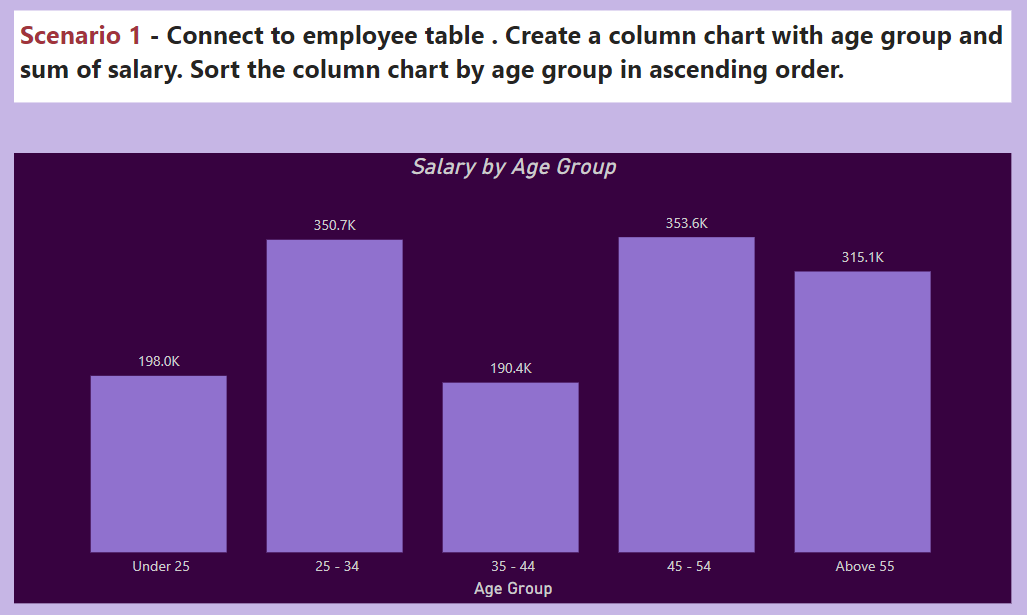 Scenario 1 - Connect to employee table . Create a column chart with age group and
sum of salary. Sort the column chart by age group in ascending order.
Salary by Age Group
198.0K
350.7K
190.4K
353.6K
315.1K
Under 25
25 - 34
35 - 44
45 - 54
Above 55
Age Group